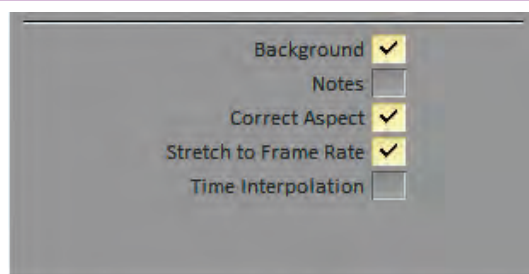 Background
Notes
Correct Aspect
Stretch to Frame Rate
Time Interpolation